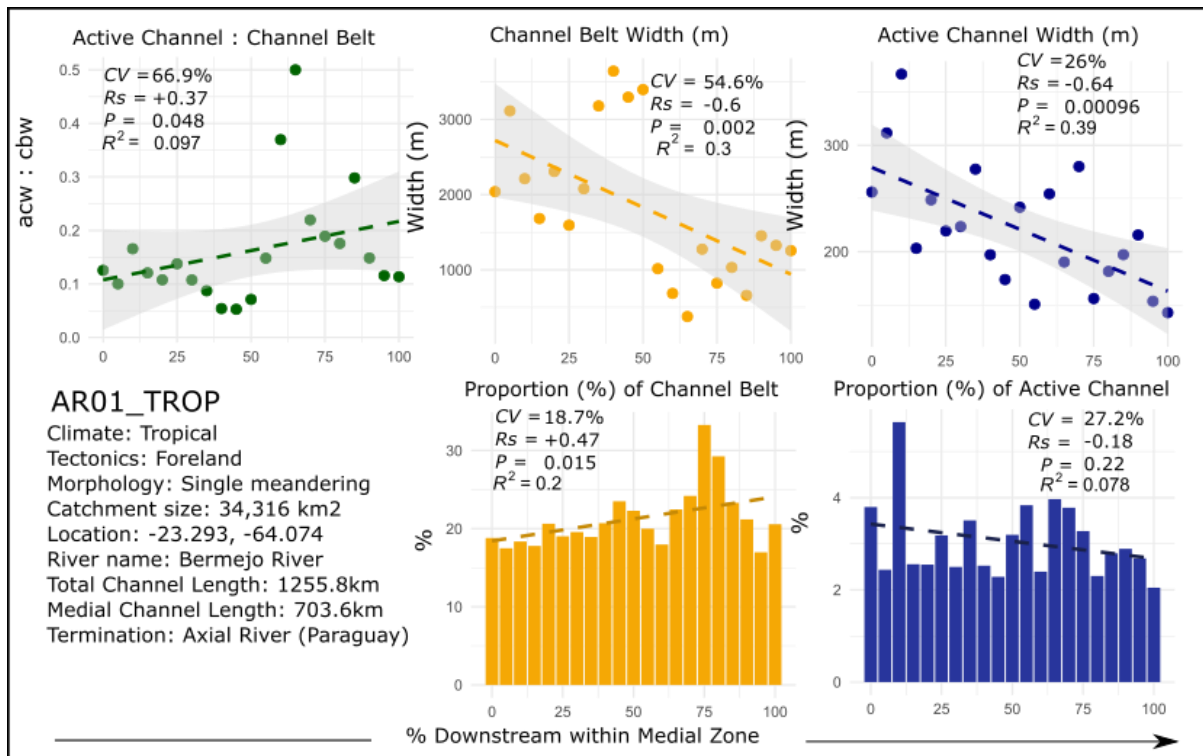 Active Channel : Channel Belt
CV = 66.9%
Rs = +0.37
P = 0.048
R² = 0.097
acw : cbw
0.5
0.4
0.3
0.2
0.1
0.0
0 25 50 75 100
Channel Belt Width (m)
CV = 54.6%
Rs = -0.6
P = 0.002
R² = 0.3
Width (m)
3000
2000
1000
0 25 50 75 100
Active Channel Width (m)
CV = 26%
Rs = -0.64
P = 0.00096
R² = 0.39
Width (m)
300
200
0 25 50 75 100
AR01_TROP
Climate: Tropical
Tectonics: Foreland
Morphology: Single meandering
Catchment size: 34,316 km2
Location: -23.293, -64.074
River name: Bermejo River
Total Channel Length: 1255.8km
Medial Channel Length: 703.6km
Termination: Axial River (Paraguay)
Proportion (%) of Channel Belt
CV = 18.7%
Rs = +0.47
P = 0.015
R² = 0.2
%
30
20
10
0
0 25 50 75 100
Proportion (%) of Active Channel
CV = 27.2%
Rs = -0.18
P = 0.22
R² = 0.078
%
4
2
0
0 25 50 75 100
% Downstream within Medial Zone